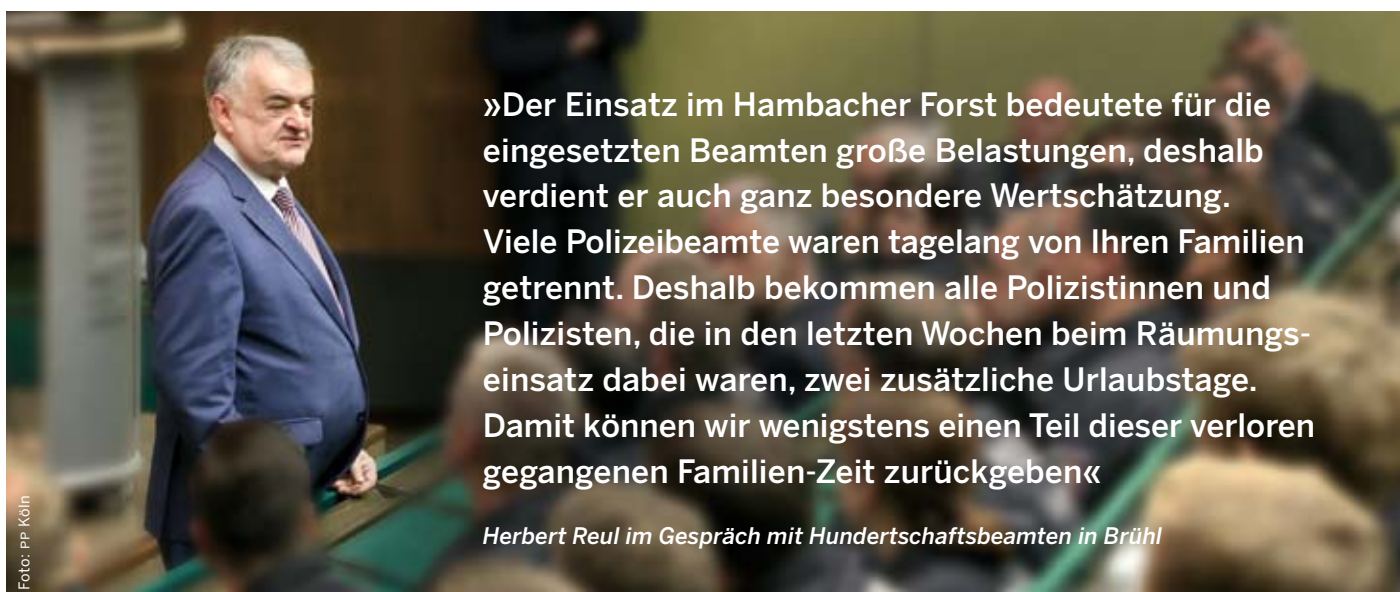 »Der Einsatz im Hambacher Forst bedeutete für die
eingesetzten Beamten große Belastungen, deshalb
verdient er auch ganz besondere Wertschätzung.
Viele Polizeibeamte waren tagelang von Ihren Familien
getrennt. Deshalb bekommen alle Polizistinnen und
Polizisten, die in den letzten Wochen beim Räumungs-
einsatz dabei waren, zwei zusätzliche Urlaubstage.
Damit können wir wenigstens einen Teil dieser verloren
gegangenen Familien-Zeit zurückgeben«
Herbert Reul im Gespräch mit Hundertschaftsbeamten in Brühl
Foto: PP Köln